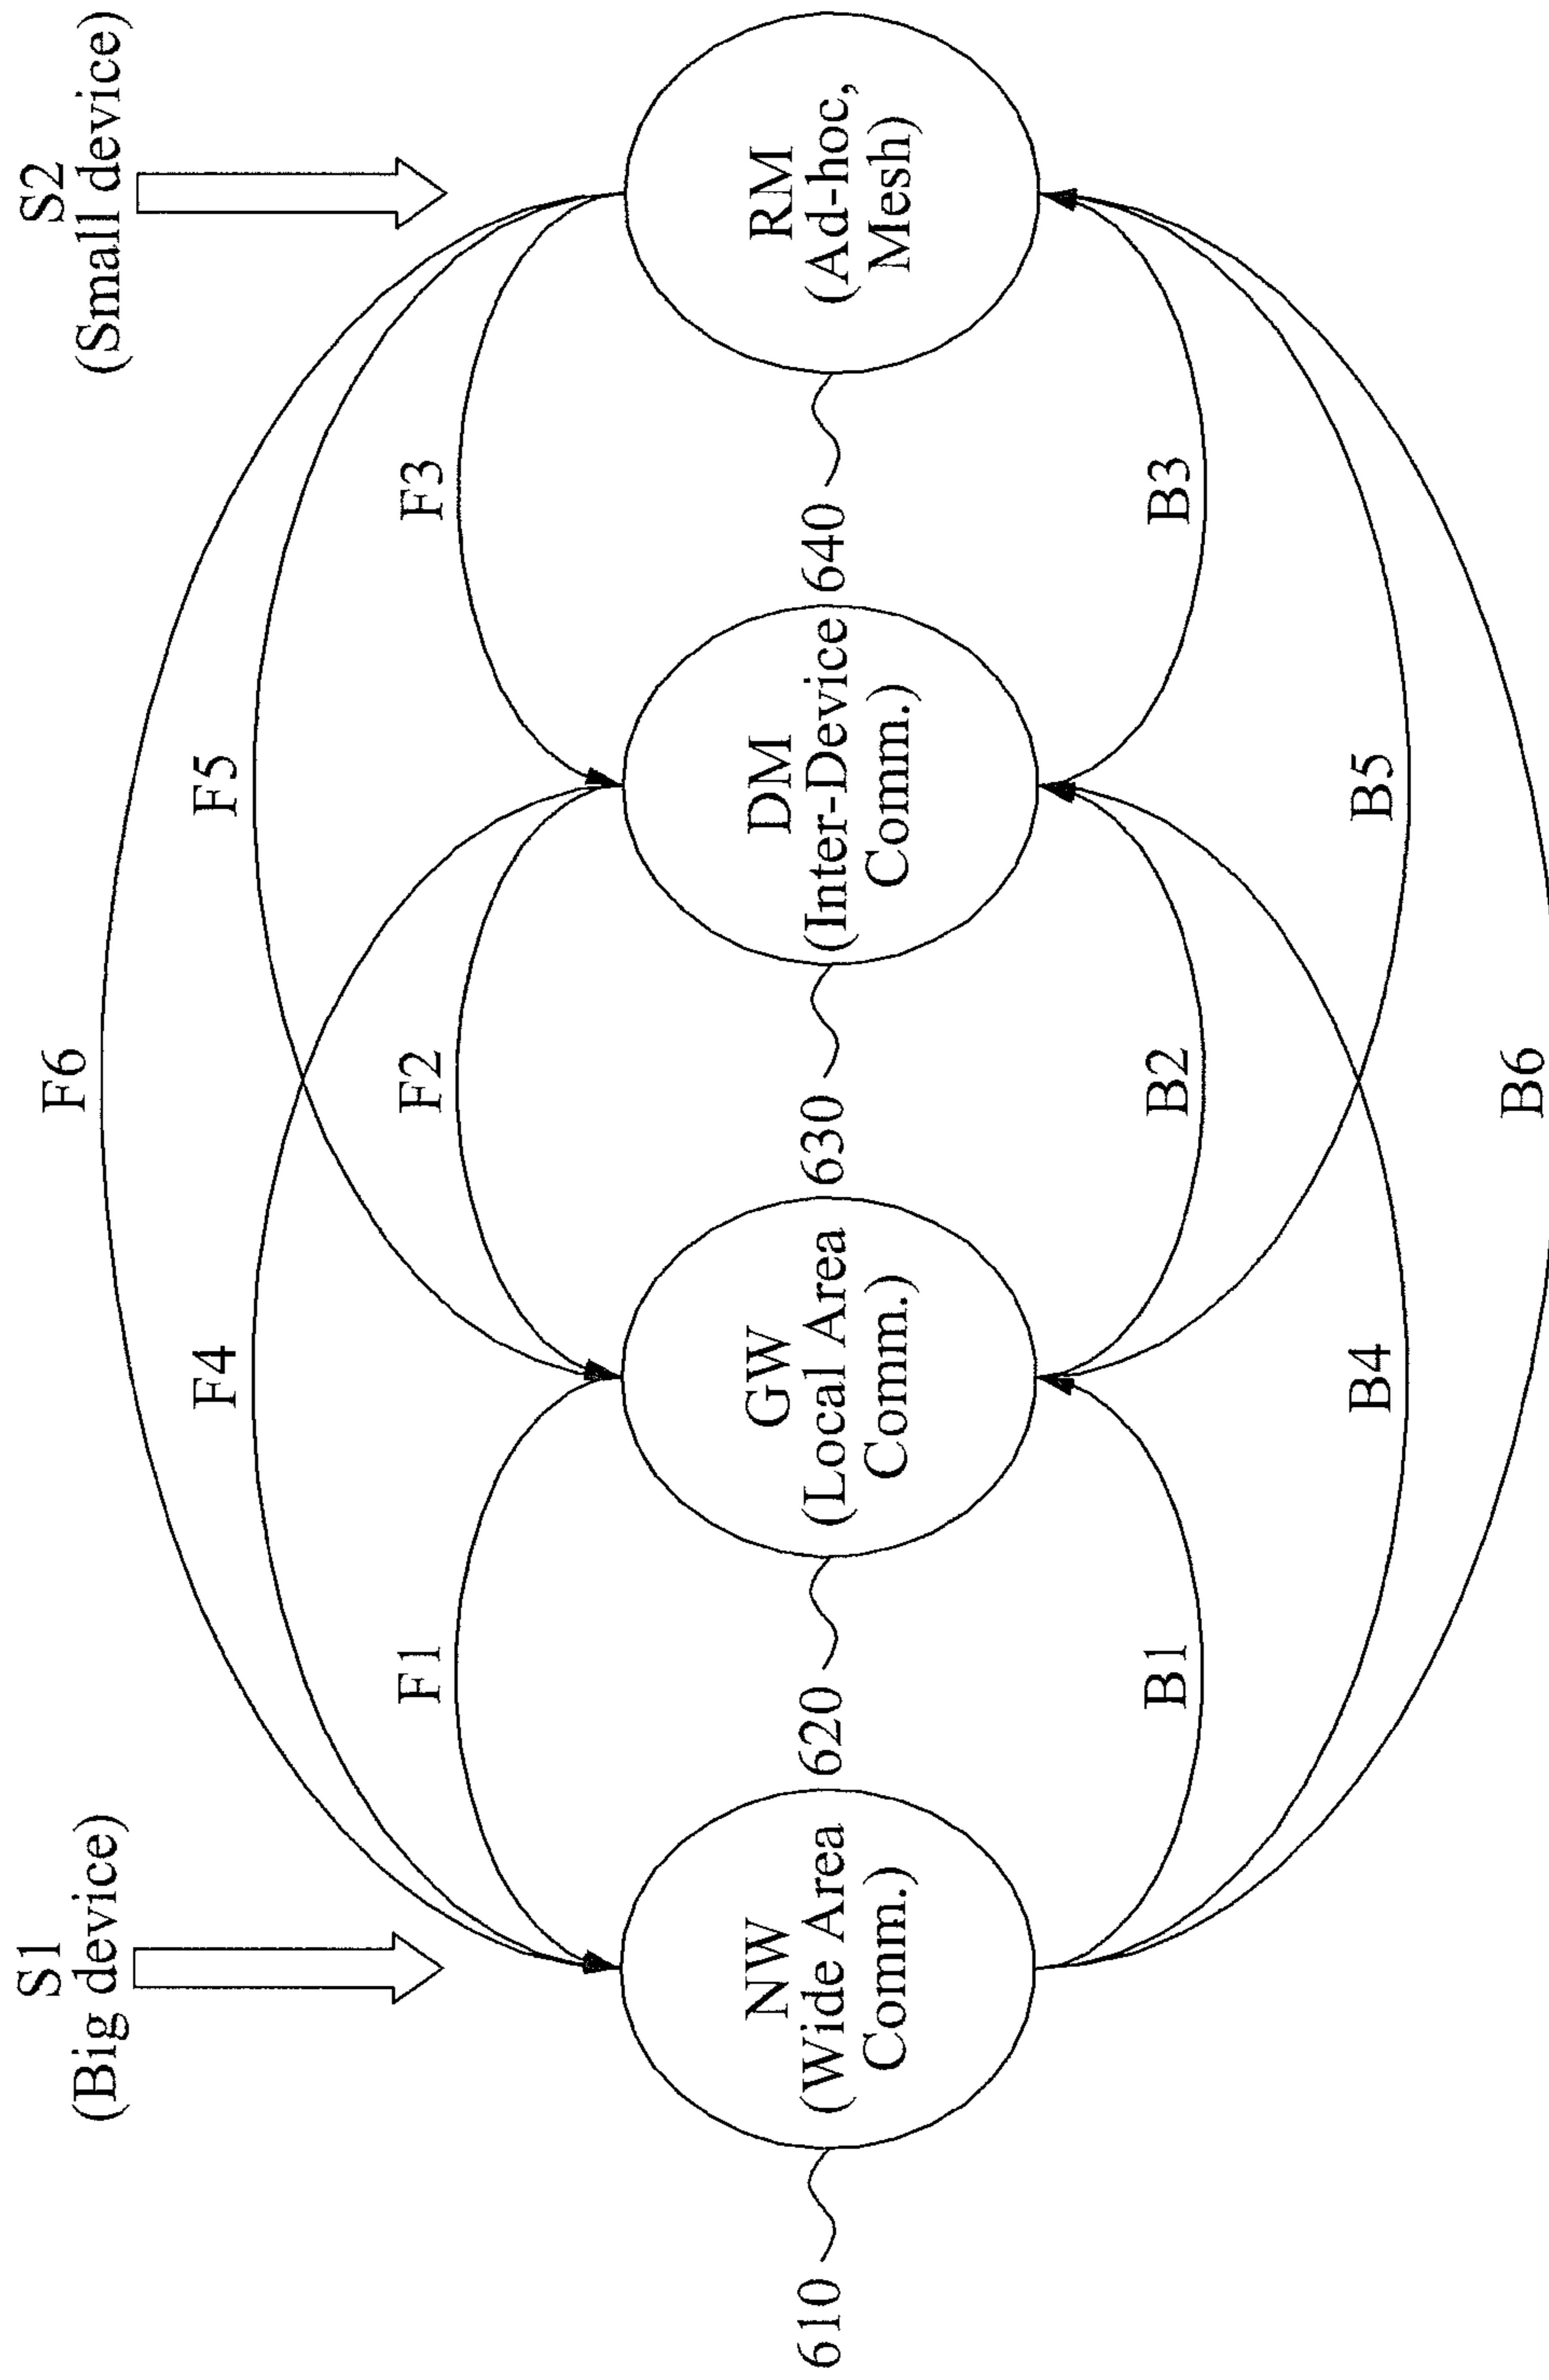 S1
(Big device)
S2
(Small device)
F6
F4
F5
F1
F2
F3
610
NW
(Wide Area
Comm.)
620
GW
(Local Area
Comm.)
630
DM
(Inter-Device
Comm.)
640
RM
(Ad-hoc,
Mesh)
B1
B2
B3
B4
B5
B6